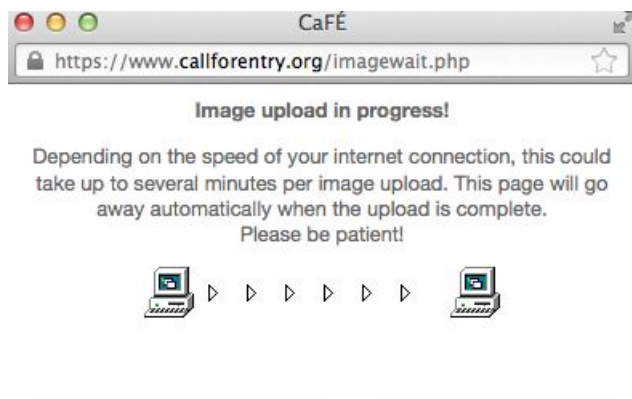 CaFÉ
https://www.callforentry.org/imagewait.php
Image upload in progress!
Depending on the speed of your internet connection, this could
take up to several minutes per image upload. This page will go
away automatically when the upload is complete.
Please be patient!